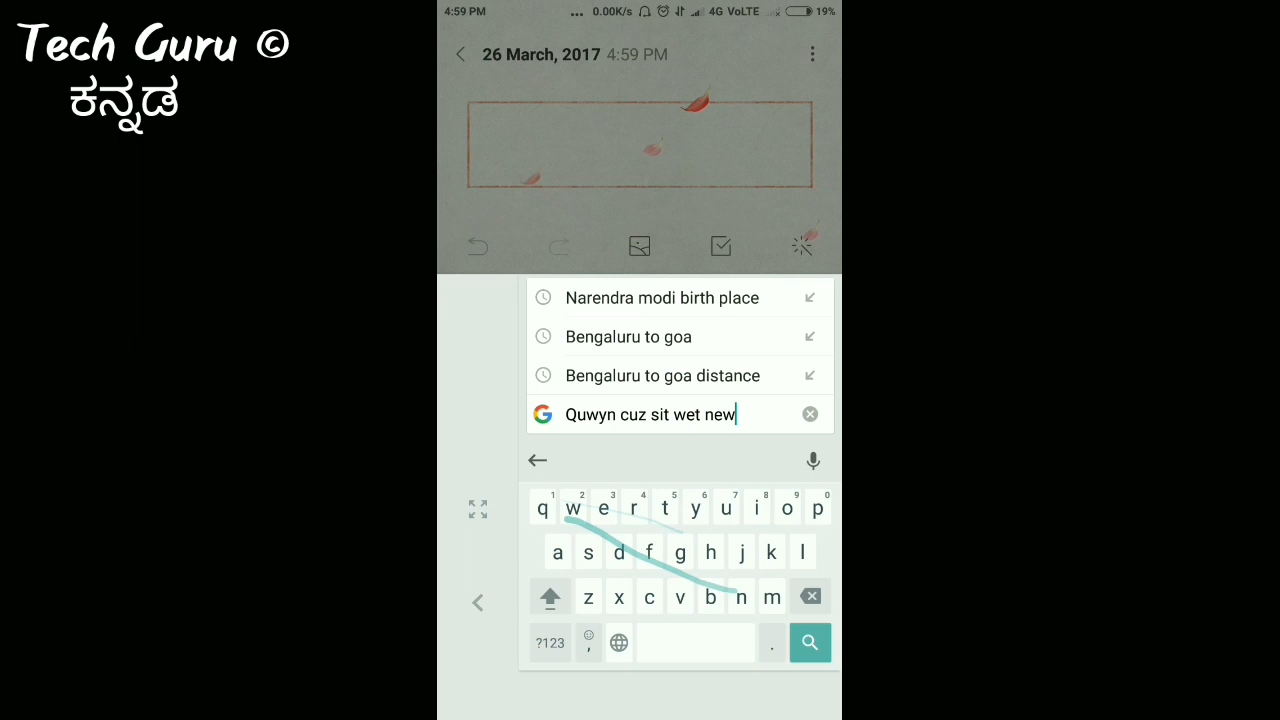 Tech Guru ©
ಕನ್ನಡ
4:59 PM ... 0.00K/s 4G VoLTE 19%
26 March, 2017 4:59 PM
Narendra modi birth place
Bengaluru to goa
Bengaluru to goa distance
Quwyn cuz sit wet new
1 2 3 4 5 6 7 8 9 0
q w e r t y u i o p
a s d f g h j k l
z x c v b n m
?123 , .